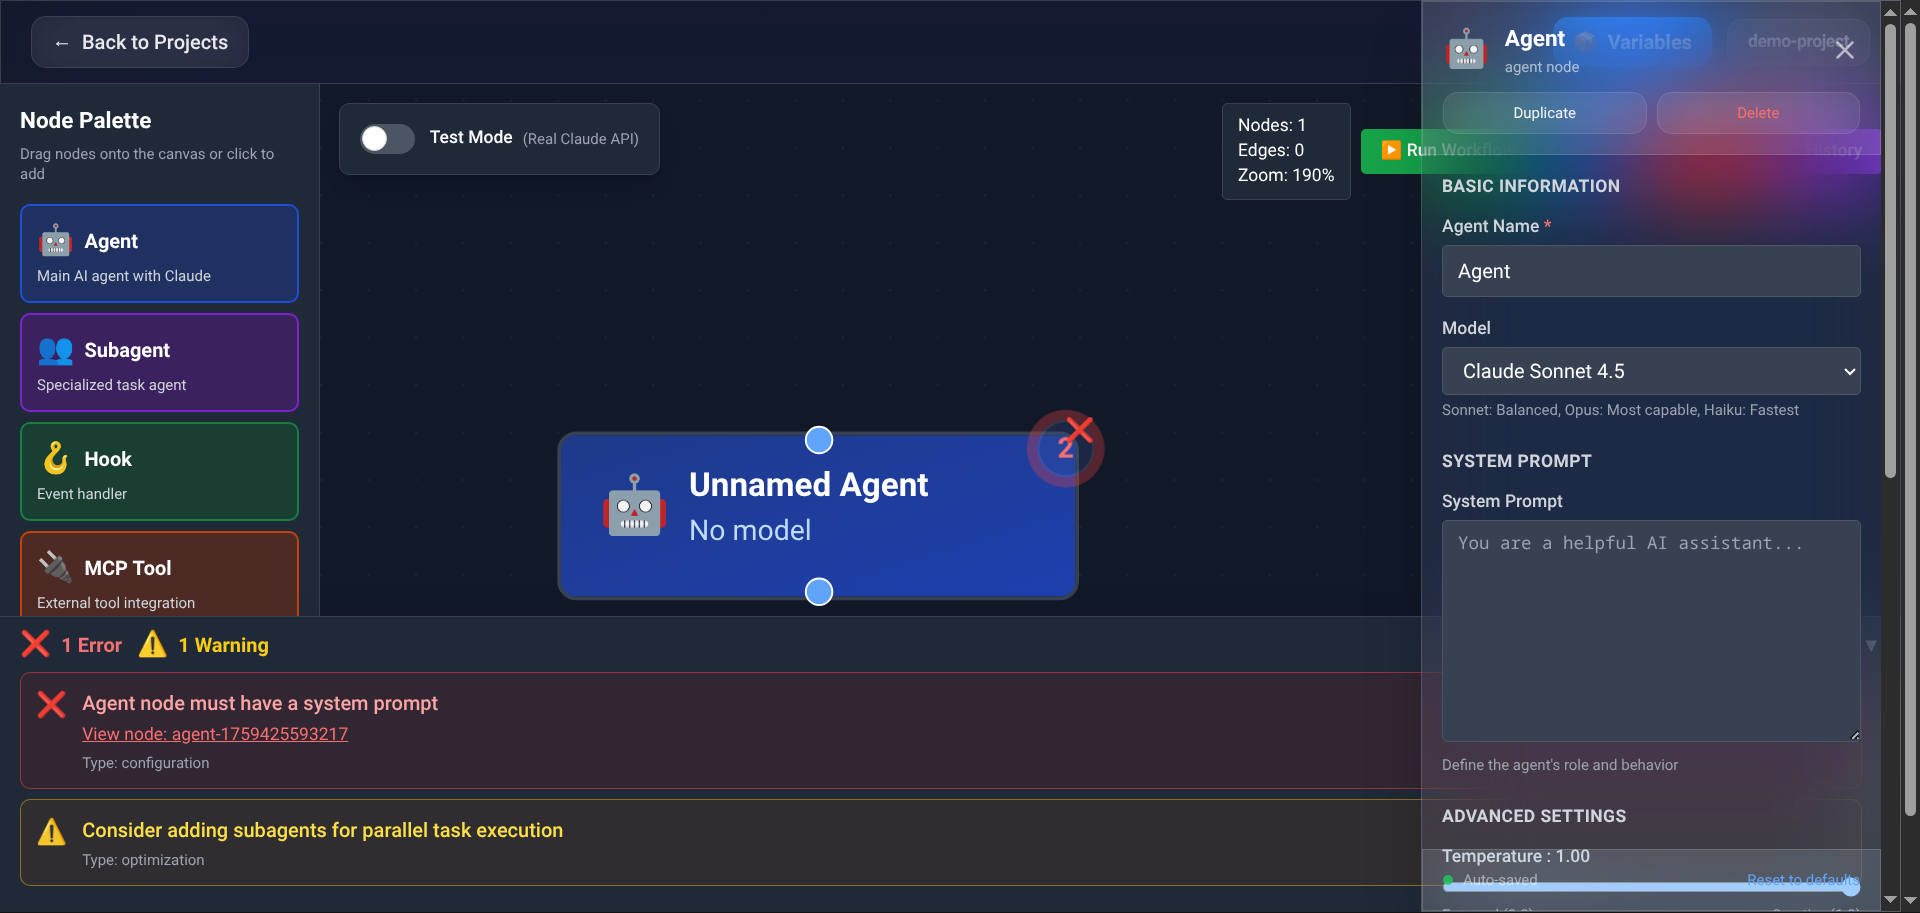 ← Back to Projects
Variables
demo-project
Node Palette
Drag nodes onto the canvas or click to
add
Agent
Main AI agent with Claude
Subagent
Specialized task agent
Hook
Event handler
MCP Tool
External tool integration
Test Mode (Real Claude API)
Nodes: 1
Edges: 0
Zoom: 190%
Run Workflow
History
Unnamed Agent
No model
2
1 Error
1 Warning
Agent node must have a system prompt
View node: agent-1759425593217
Type: configuration
Consider adding subagents for parallel task execution
Type: optimization
Agent
agent node
Duplicate
Delete
BASIC INFORMATION
Agent Name *
Agent
Model
Claude Sonnet 4.5
Sonnet: Balanced, Opus: Most capable, Haiku: Fastest
SYSTEM PROMPT
System Prompt
You are a helpful AI assistant...
Define the agent's role and behavior
ADVANCED SETTINGS
Temperature : 1.00
Auto-saved
Reset to defaults